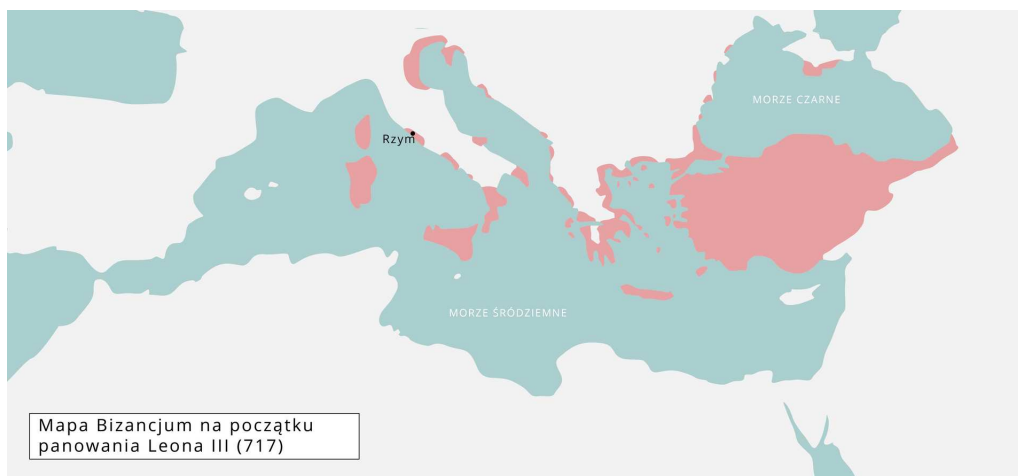 MORZE CZARNE
Rzym
MORZE ŚRÓDZIEMNE
Mapa Bizancjum na początku
panowania Leona III (717)